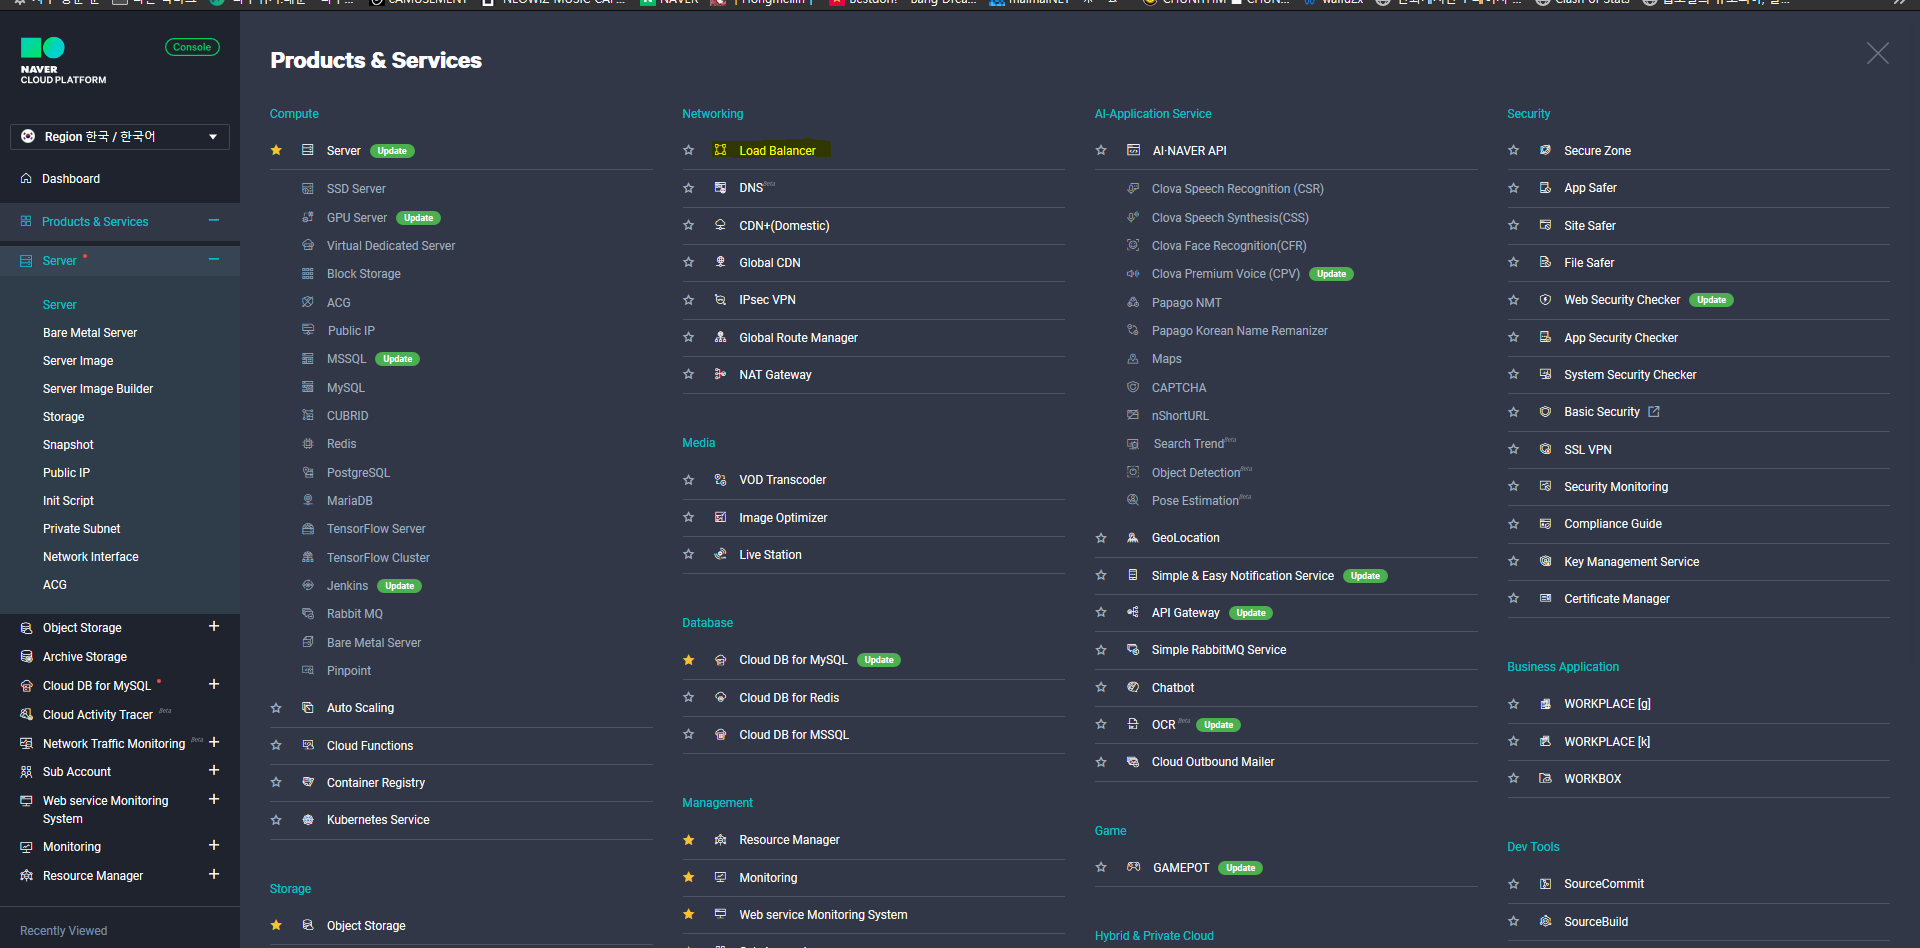 Console
NAVER
CLOUD PLATFORM
Region 한국 / 한국어
Dashboard
Products & Services
Server
Server
Bare Metal Server
Server Image
Server Image Builder
Storage
Snapshot
Public IP
Init Script
Private Subnet
Network Interface
ACG
Object Storage
Archive Storage
Cloud DB for MySQL
Cloud Activity Tracer Beta
Network Traffic Monitoring Beta
Sub Account
Web service Monitoring
System
Monitoring
Resource Manager
Recently Viewed
Products & Services
Compute
Server Update
SSD Server
GPU Server Update
Virtual Dedicated Server
Block Storage
ACG
Public IP
MSSQL Update
MySQL
CUBRID
Redis
PostgreSQL
MariaDB
TensorFlow Server
TensorFlow Cluster
Jenkins Update
Rabbit MQ
Bare Metal Server
Pinpoint
Auto Scaling
Cloud Functions
Container Registry
Kubernetes Service
Storage
Object Storage
Networking
Load Balancer
DNS Beta
CDN+(Domestic)
Global CDN
IPsec VPN
Global Route Manager
NAT Gateway
Media
VOD Transcoder
Image Optimizer
Live Station
Database
Cloud DB for MySQL Update
Cloud DB for Redis
Cloud DB for MSSQL
Management
Resource Manager
Monitoring
Web service Monitoring System
AI-Application Service
AI·NAVER API
Clova Speech Recognition (CSR)
Clova Speech Synthesis(CSS)
Clova Face Recognition(CFR)
Clova Premium Voice (CPV) Update
Papago NMT
Papago Korean Name Remanizer
Maps
CAPTCHA
nShortURL
Search Trend Beta
Object Detection Beta
Pose Estimation Beta
GeoLocation
Simple & Easy Notification Service Update
API Gateway Update
Simple RabbitMQ Service
Chatbot
OCR Beta Update
Cloud Outbound Mailer
Game
GAMEPOT Update
Hybrid & Private Cloud
Security
Secure Zone
App Safer
Site Safer
File Safer
Web Security Checker Update
App Security Checker
System Security Checker
Basic Security
SSL VPN
Security Monitoring
Compliance Guide
Key Management Service
Certificate Manager
Business Application
WORKPLACE [g]
WORKPLACE [k]
WORKBOX
Dev Tools
SourceCommit
SourceBuild